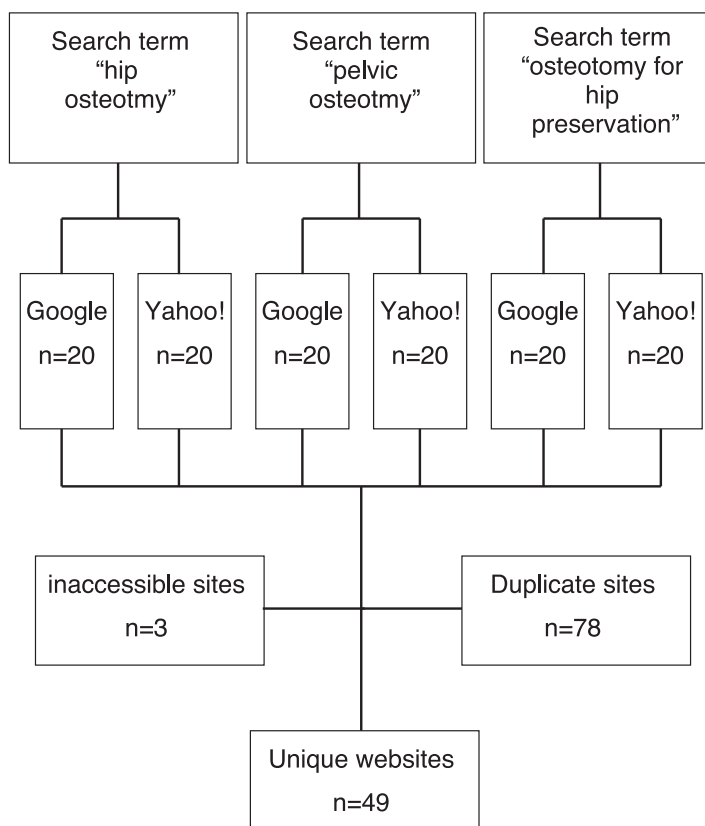 Search term
“hip
osteotmy”
Search term
“pelvic
osteotmy”
Search term
“osteotomy for
hip
preservation”
Google
n=20
Yahoo!
n=20
Google
n=20
Yahoo!
n=20
Google
n=20
Yahoo!
n=20
inaccessible sites
n=3
Duplicate sites
n=78
Unique websites
n=49